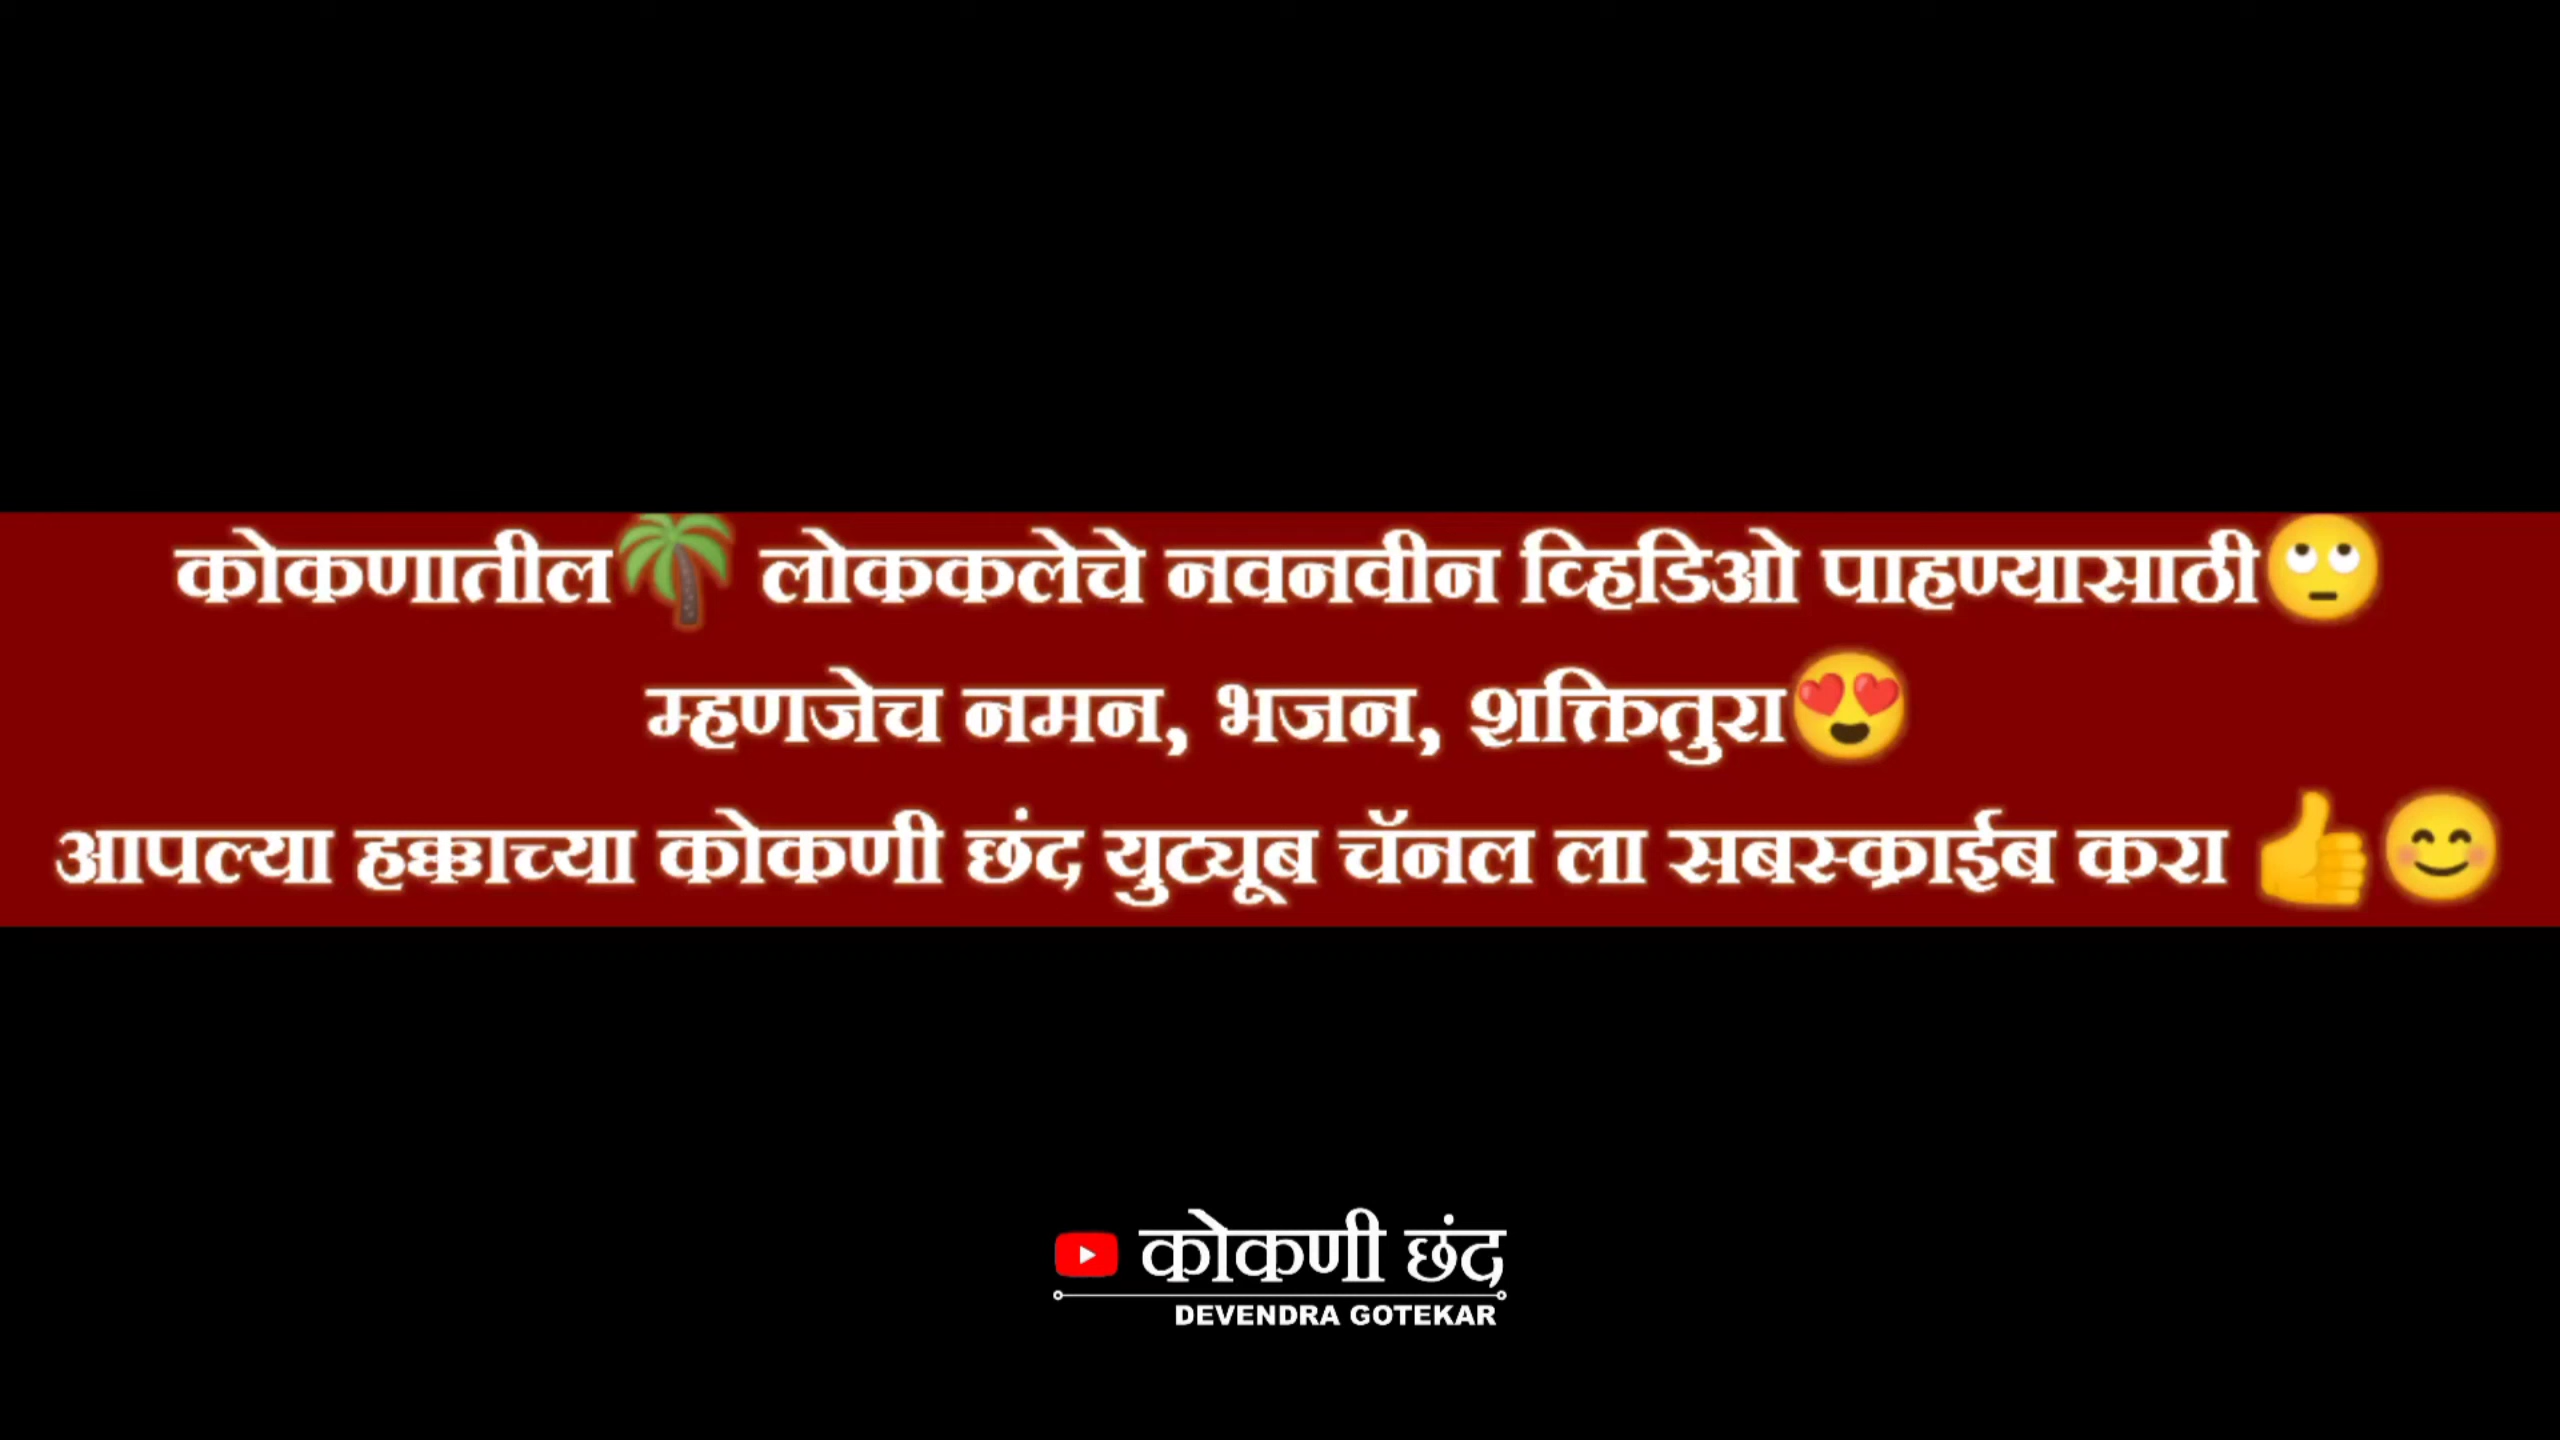 कोकणातील🌴 लोककलेचे नवनवीन व्हिडिओ पाहण्यासाठी🙄
म्हणजेच नमन, भजन, शक्तितुरा😍
आपल्या हक्काच्या कोकणी छंद युट्यूब चॅनल ला सबस्क्राईब करा 👍😊
कोकणी छंद
DEVENDRA GOTEKAR